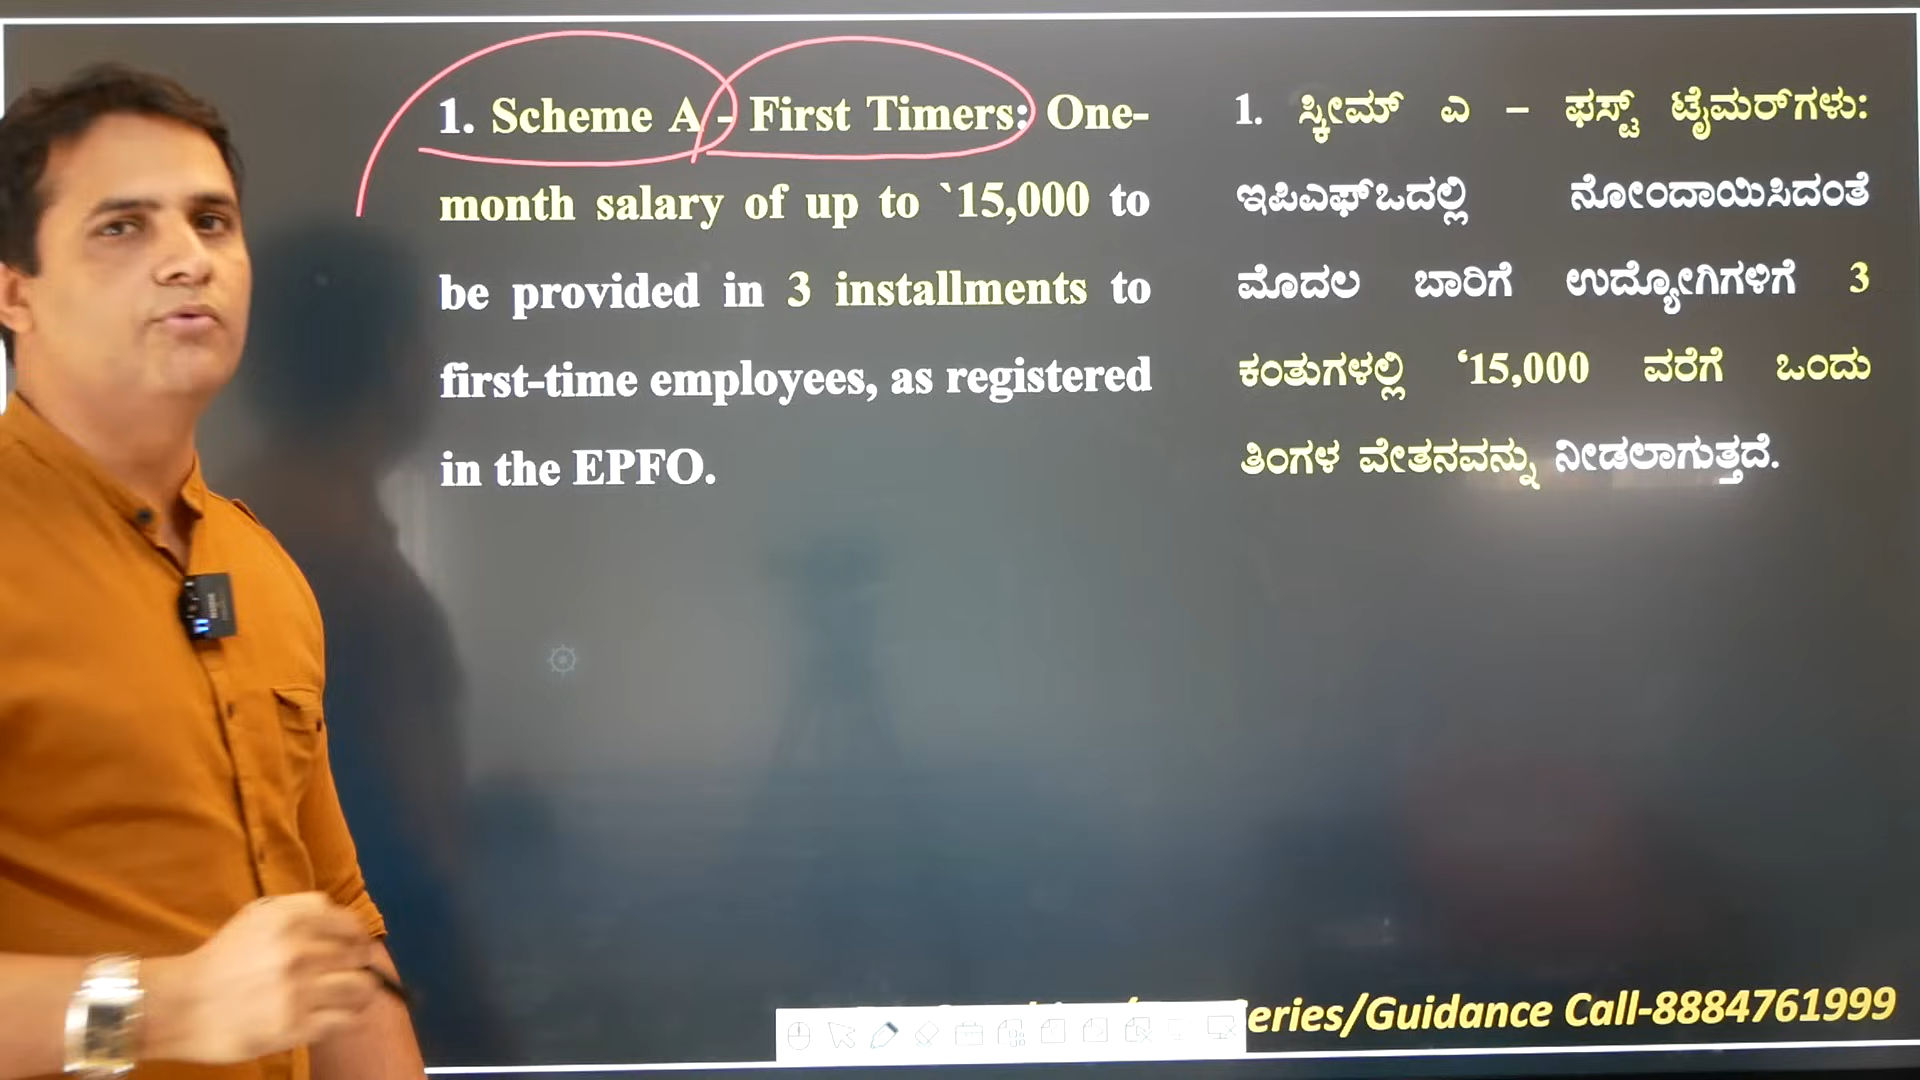 1. Scheme A - First Timers: One-
month salary of up to `15,000 to
be provided in 3 installments to
first-time employees, as registered
in the EPFO.
1. ಸ್ಕೀಮ್ ಎ – ಫಸ್ಟ್ ಟೈಮರ್‌ಗಳು:
ಇಪಿಎಫ್‌ಒದಲ್ಲಿ ನೋಂದಾಯಿಸಿದಂತೆ
ಮೊದಲ ಬಾರಿಗೆ ಉದ್ಯೋಗಿಗಳಿಗೆ 3
ಕಂತುಗಳಲ್ಲಿ ‘15,000 ವರೆಗೆ ಒಂದು
ತಿಂಗಳ ವೇತನವನ್ನು ನೀಡಲಾಗುತ್ತದೆ.
eries/Guidance Call-8884761999